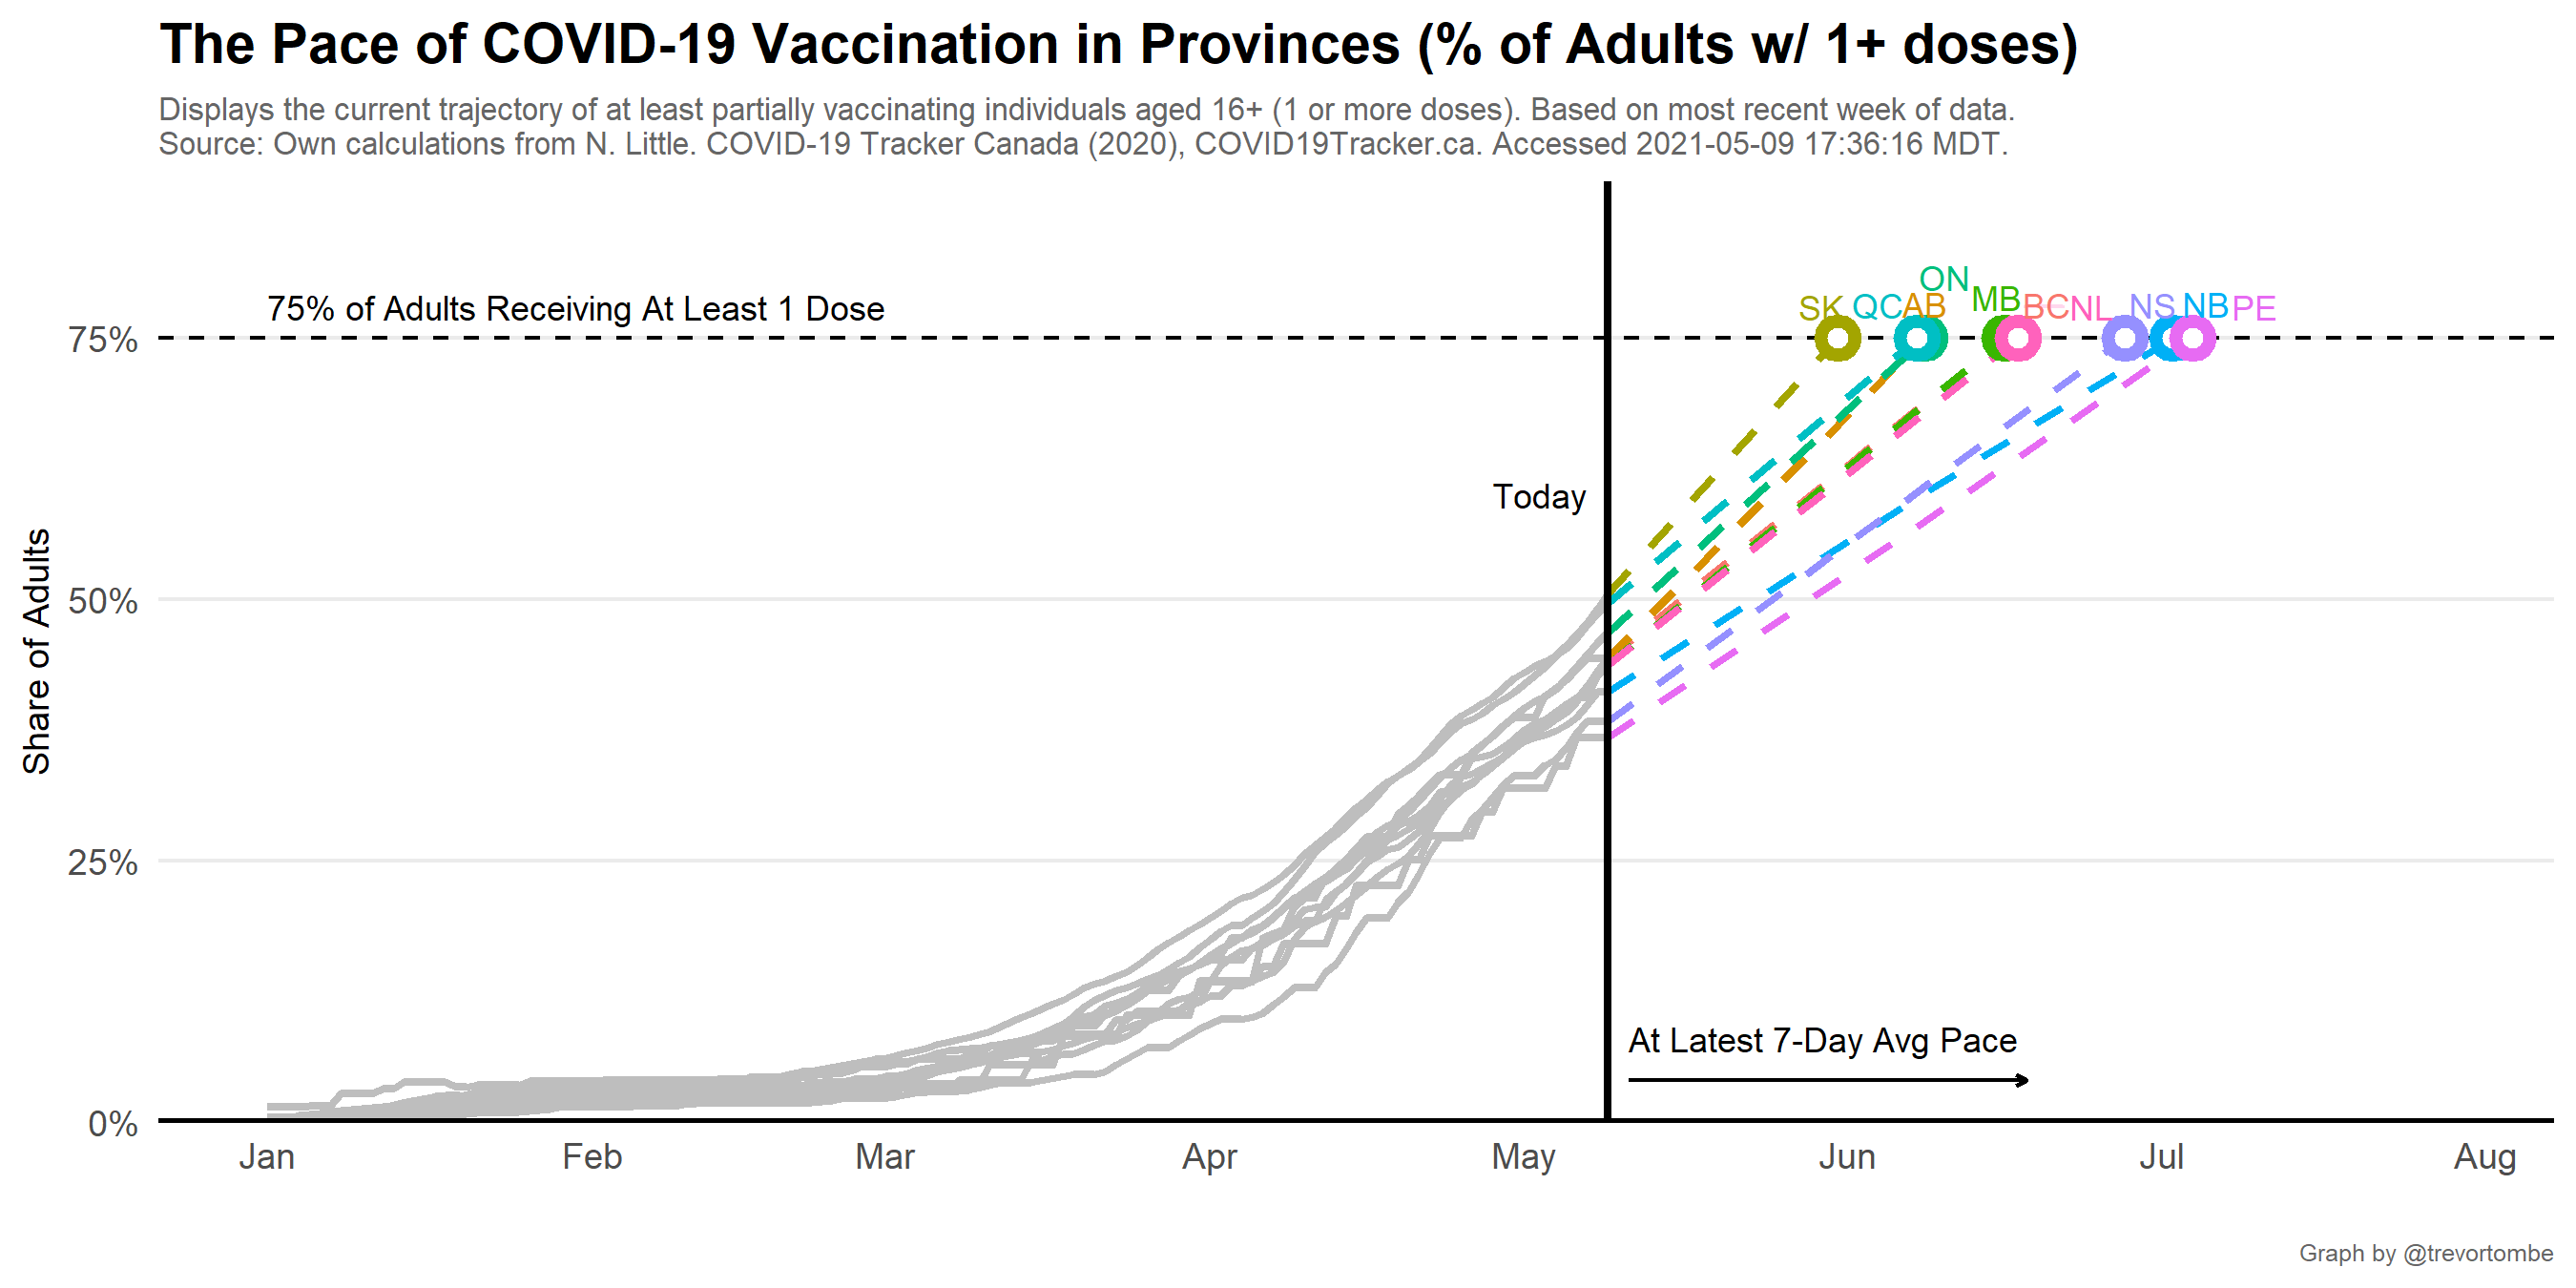 The Pace of COVID-19 Vaccination in Provinces (% of Adults w/ 1+ doses)
Displays the current trajectory of at least partially vaccinating individuals aged 16+ (1 or more doses). Based on most recent week of data.
Source: Own calculations from N. Little. COVID-19 Tracker Canada (2020), COVID19Tracker.ca. Accessed 2021-05-09 17:36:16 MDT.
75% of Adults Receiving At Least 1 Dose
SK QC AB ON MB BC NL NS NB PE
75%
Today
50%
Share of Adults
25%
At Latest 7-Day Avg Pace
0%
Jan Feb Mar Apr May Jun Jul Aug
Graph by @trevortombe